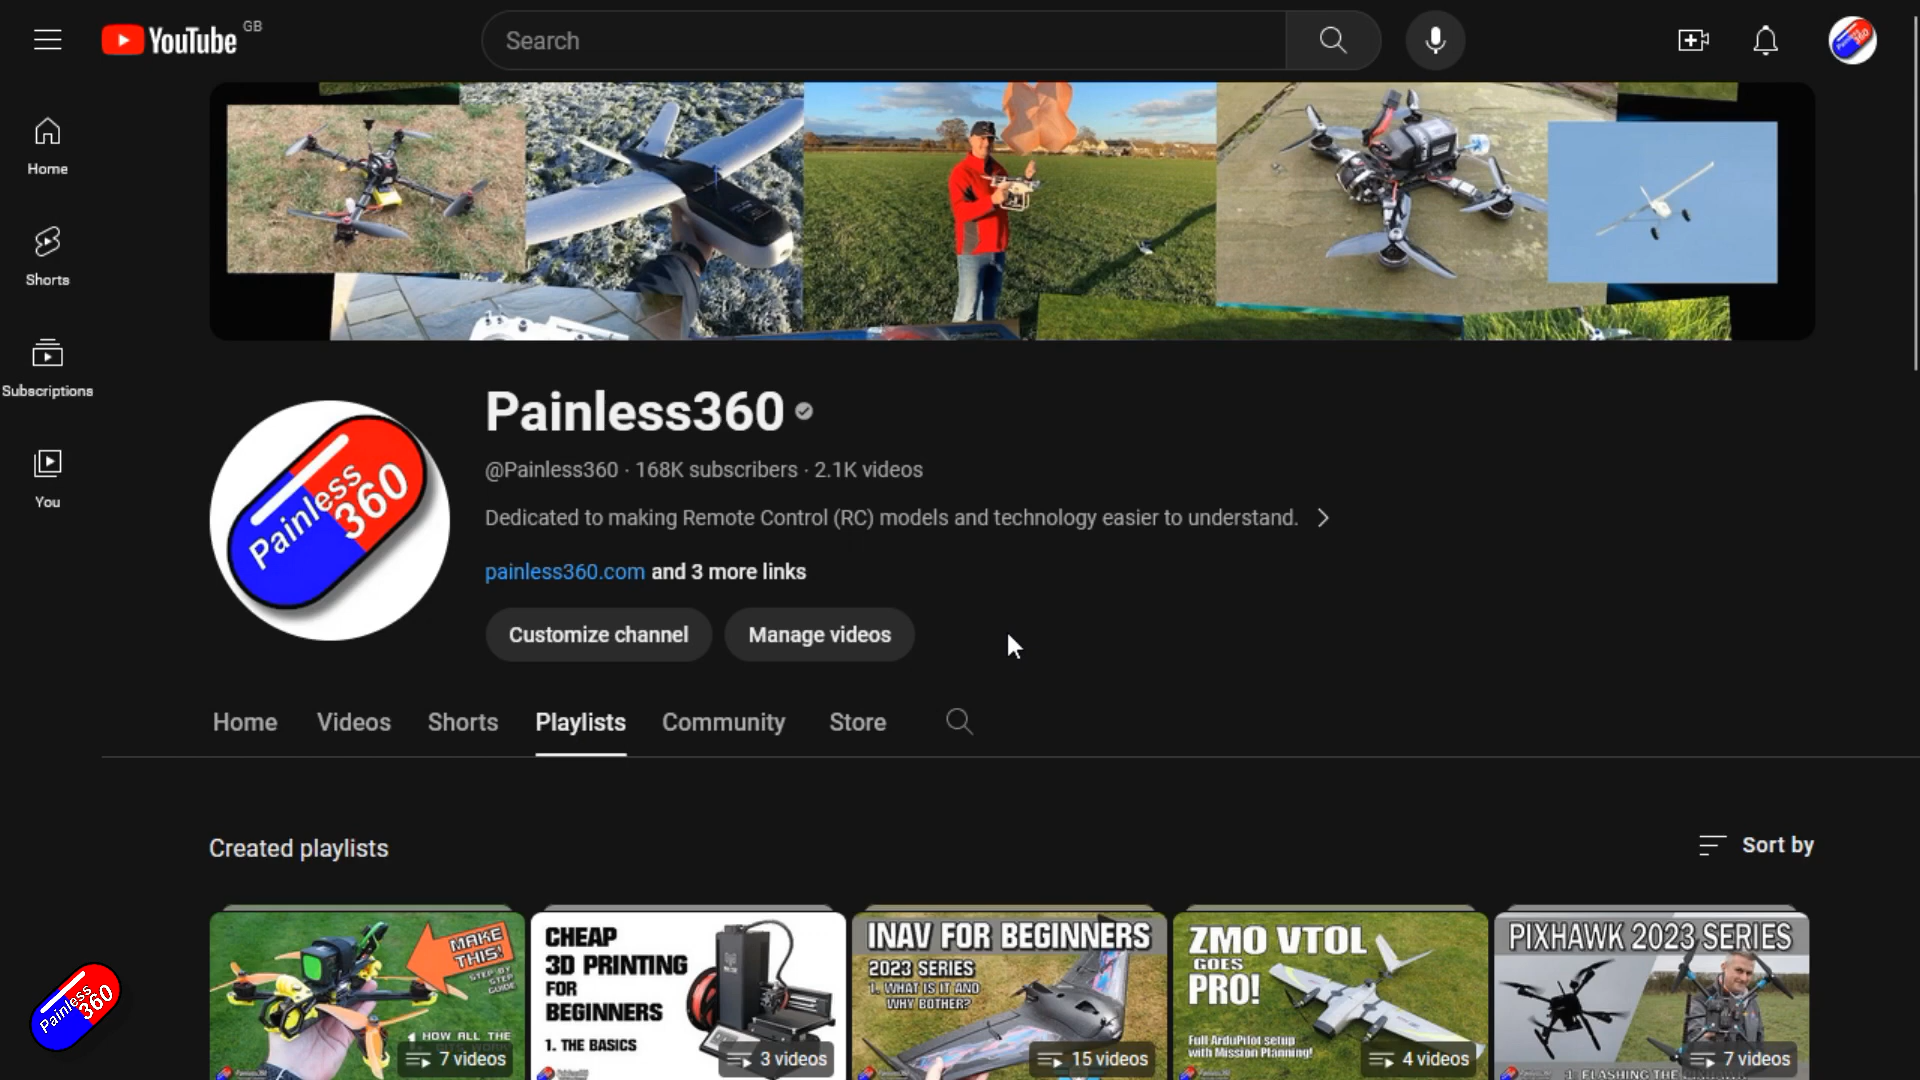 YouTube GB
Search
Home
Shorts
Subscriptions
You
Painless360
Painless
360
@Painless360 · 168K subscribers · 2.1K videos
Dedicated to making Remote Control (RC) models and technology easier to understand.
painless360.com and 3 more links
Customize channel
Manage videos
Home
Videos
Shorts
Playlists
Community
Store
Created playlists
Sort by
MAKE
THIS!
STEP BY
STEP
GUIDE
1. HOW ALL THE
7 videos
CHEAP
3D PRINTING
FOR
BEGINNERS
1. THE BASICS
3 videos
INAV FOR BEGINNERS
2023 SERIES
1. WHAT IS IT AND
WHY BOTHER?
15 videos
ZMO VTOL
GOES
PRO!
Full ArduPilot setup
with Mission Planning!
4 videos
PIXHAWK 2023 SERIES
1. FLASHING THE
7 videos
Painless
360